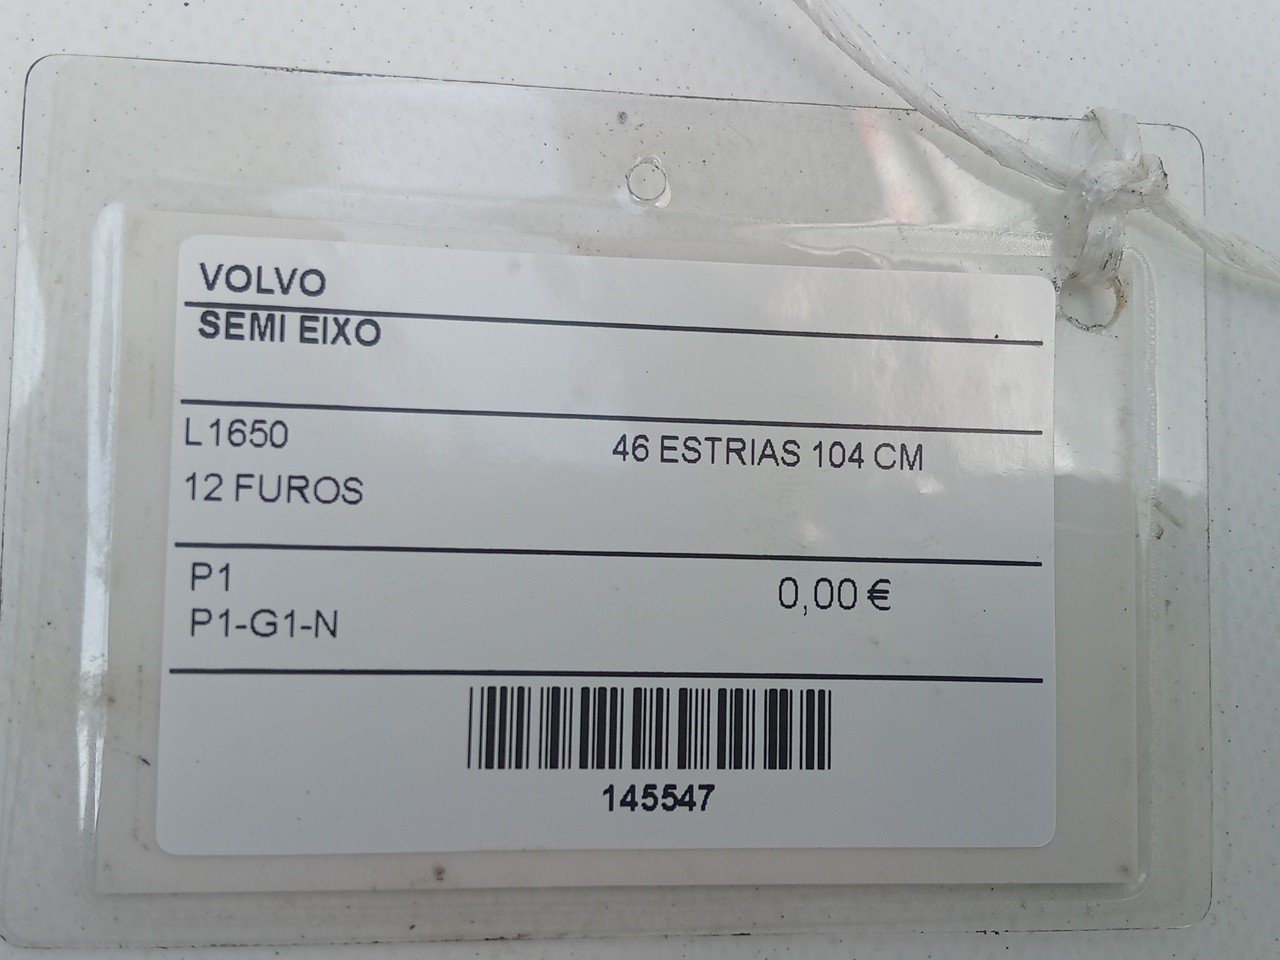 VOLVO
SEMI EIXO
L1650
46 ESTRIAS 104 CM
12 FUROS
P1
0,00 €
P1-G1-N
145547